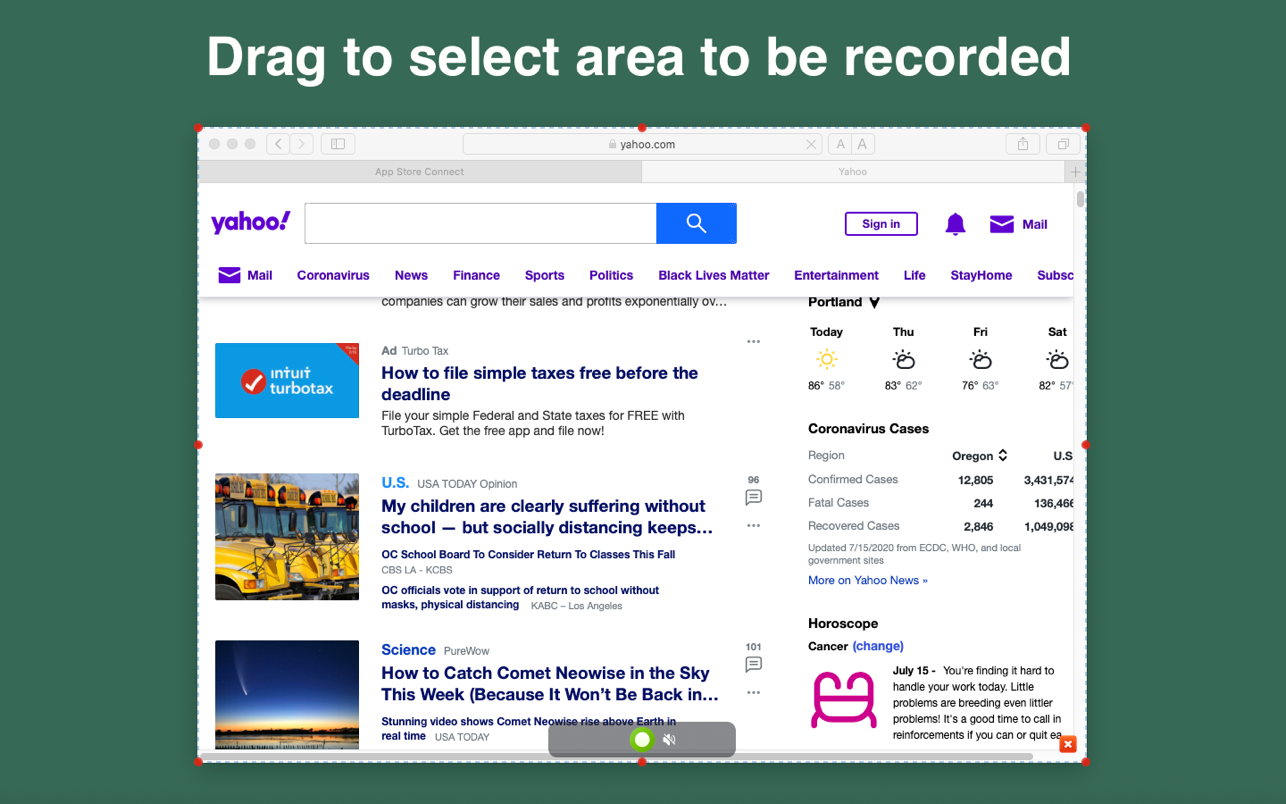 Drag to select area to be recorded
yahoo.com
A A
App Store Connect
Yahoo
yahoo!
Sign in
Mail
Mail Coronavirus News Finance Sports Politics Black Lives Matter Entertainment Life StayHome Subsc
companies can grow their sales and profits exponentially ov…
intuit
turbotax
Ad Turbo Tax
How to file simple taxes free before the
deadline
File your simple Federal and State taxes for FREE with
TurboTax. Get the free app and file now!
U.S. USA TODAY Opinion
96
My children are clearly suffering without
school — but socially distancing keeps…
OC School Board To Consider Return To Classes This Fall
CBS LA - KCBS
OC officials vote in support of return to school without
masks, physical distancing KABC – Los Angeles
Science PureWow
101
How to Catch Comet Neowise in the Sky
This Week (Because It Won't Be Back in…
Stunning video shows Comet Neowise rise above Earth in
real time USA TODAY
Portland
Today Thu Fri Sat
86° 58° 83° 62° 76° 63° 82° 57°
Coronavirus Cases
Region Oregon U.S
Confirmed Cases 12,805 3,431,574
Fatal Cases 244 136,466
Recovered Cases 2,846 1,049,098
Updated 7/15/2020 from ECDC, WHO, and local
government sites
More on Yahoo News »
Horoscope
Cancer (change)
July 15 - You're finding it hard to
handle your work today. Little
problems are breeding even littler
problems! It's a good time to call in
reinforcements if you can or quit ea